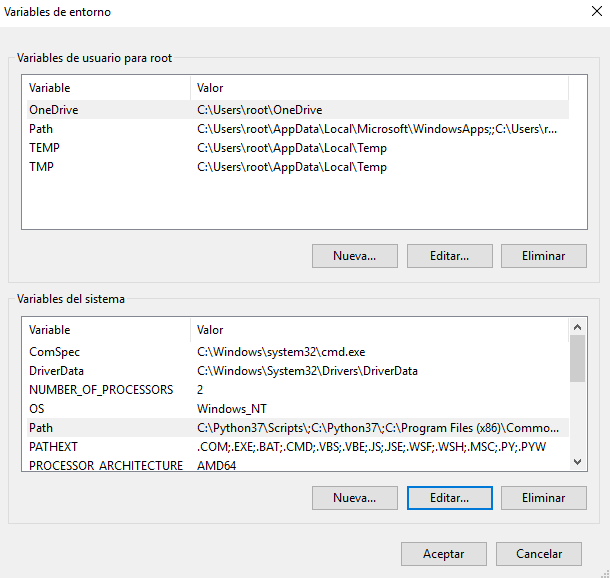 Variables de entorno
Variables de usuario para root
Variable Valor
OneDrive C:\Users\root\OneDrive
Path C:\Users\root\AppData\Local\Microsoft\WindowsApps;;C:\Users\r...
TEMP C:\Users\root\AppData\Local\Temp
TMP C:\Users\root\AppData\Local\Temp
Nueva... Editar... Eliminar
Variables del sistema
Variable Valor
ComSpec C:\Windows\system32\cmd.exe
DriverData C:\Windows\System32\Drivers\DriverData
NUMBER_OF_PROCESSORS 2
OS Windows_NT
Path C:\Python37\Scripts\;C:\Python37\;C:\Program Files (x86)\Commo...
PATHEXT .COM;.EXE;.BAT;.CMD;.VBS;.VBE;.JS;.JSE;.WSF;.WSH;.MSC;.PY;.PYW
PROCESSOR_ARCHITECTURE AMD64
Nueva... Editar... Eliminar
Aceptar Cancelar